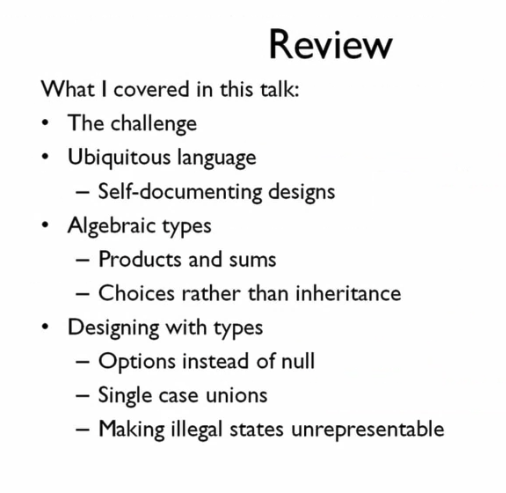 Review
What I covered in this talk:
• The challenge
• Ubiquitous language
– Self-documenting designs
• Algebraic types
– Products and sums
– Choices rather than inheritance
• Designing with types
– Options instead of null
– Single case unions
– Making illegal states unrepresentable